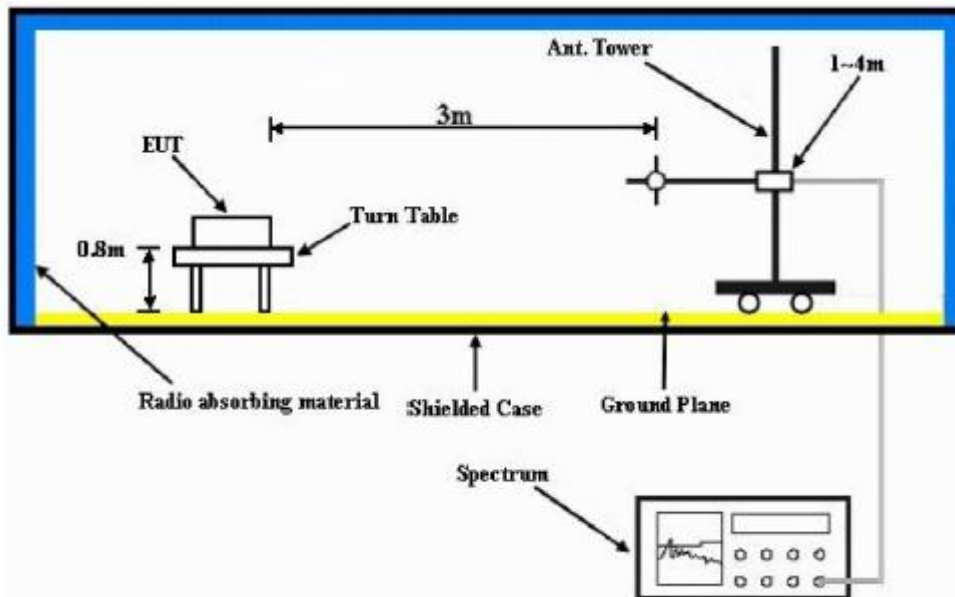 Ant. Tower
1~4m
3m
EUT
Turn Table
0.8m
Radio absorbing material
Shielded Case
Ground Plane
Spectrum